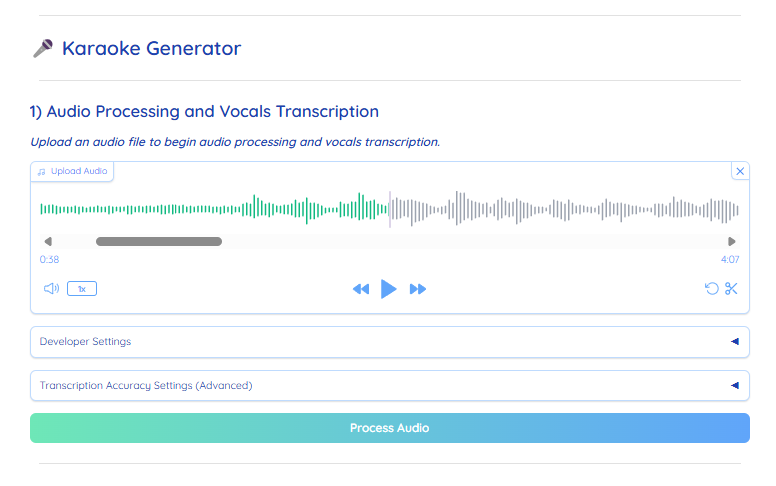 🎤 Karaoke Generator
1) Audio Processing and Vocals Transcription
Upload an audio file to begin audio processing and vocals transcription.
Upload Audio
0:38
4:07
1x
Developer Settings
Transcription Accuracy Settings (Advanced)
Process Audio